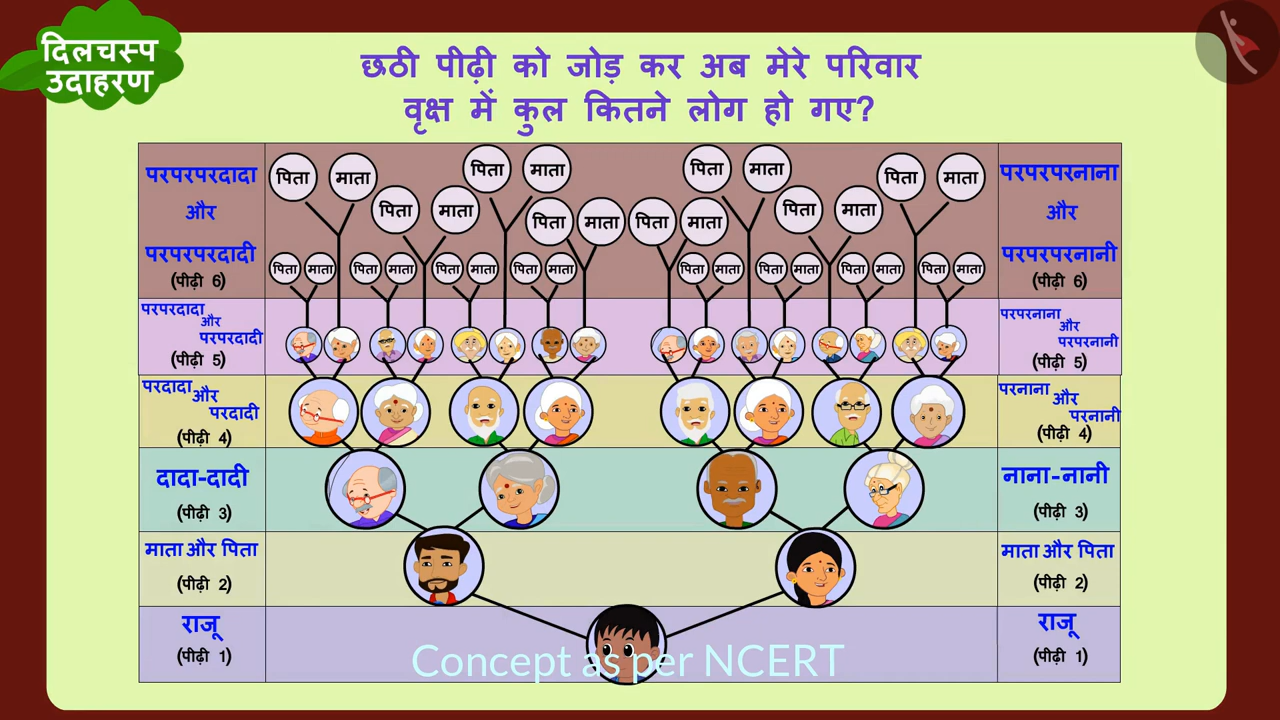 दिलचस्प
उदाहरण
छठी पीढ़ी को जोड़ कर अब मेरे परिवार
वृक्ष में कुल कितने लोग हो गए?
परपरपरदादा
और
परपरपरदादी
(पीढ़ी 6)
पिता माता पिता माता पिता माता पिता माता
पिता माता पिता माता पिता माता पिता माता
पिता माता पिता माता पिता माता पिता माता पिता माता पिता माता पिता माता पिता माता
परपरपरनाना
और
परपरपरनानी
(पीढ़ी 6)
परपरदादा
और
परपरदादी
(पीढ़ी 5)
परपरनाना
और
परपरनानी
(पीढ़ी 5)
परदादा
और
परदादी
(पीढ़ी 4)
परनाना
और
परनानी
(पीढ़ी 4)
दादा-दादी
(पीढ़ी 3)
नाना-नानी
(पीढ़ी 3)
माता और पिता
(पीढ़ी 2)
माता और पिता
(पीढ़ी 2)
राजू
(पीढ़ी 1)
राजू
(पीढ़ी 1)
Concept as per NCERT